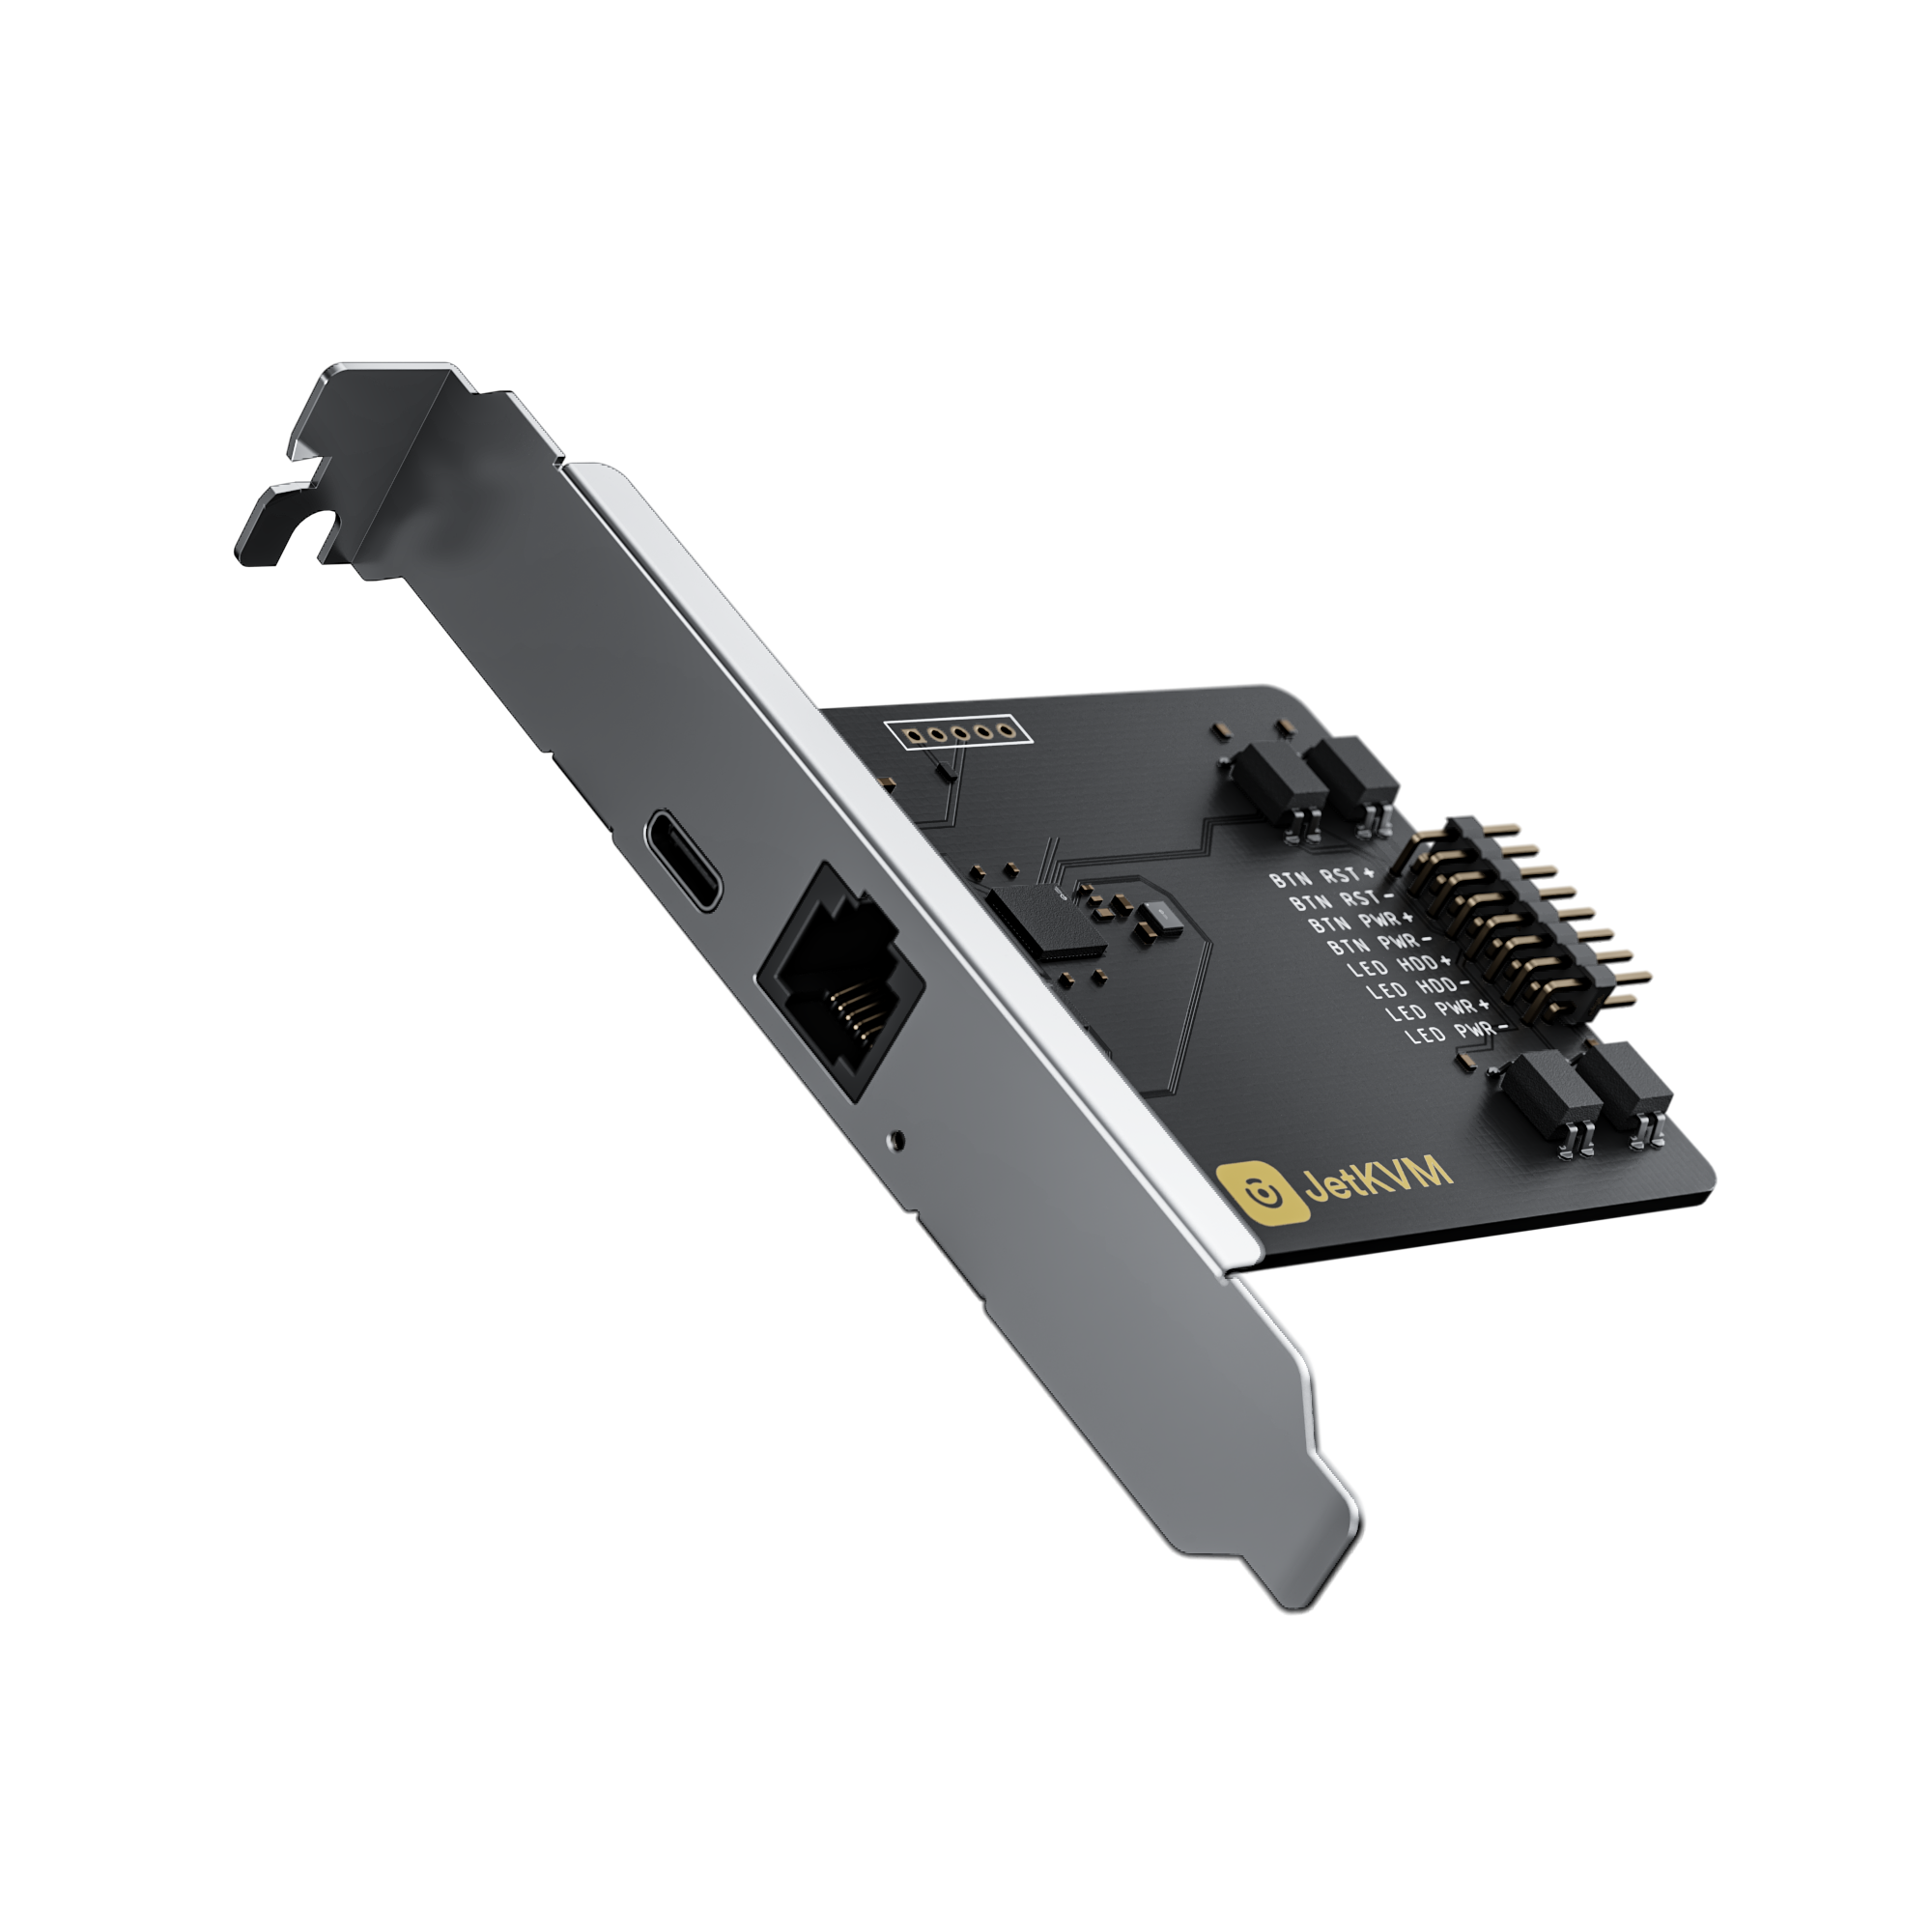 BTN RST+
BTN RST-
BTN PWR+
BTN PWR-
LED HDD+
LED HDD-
LED PWR+
LED PWR-
JetKVM